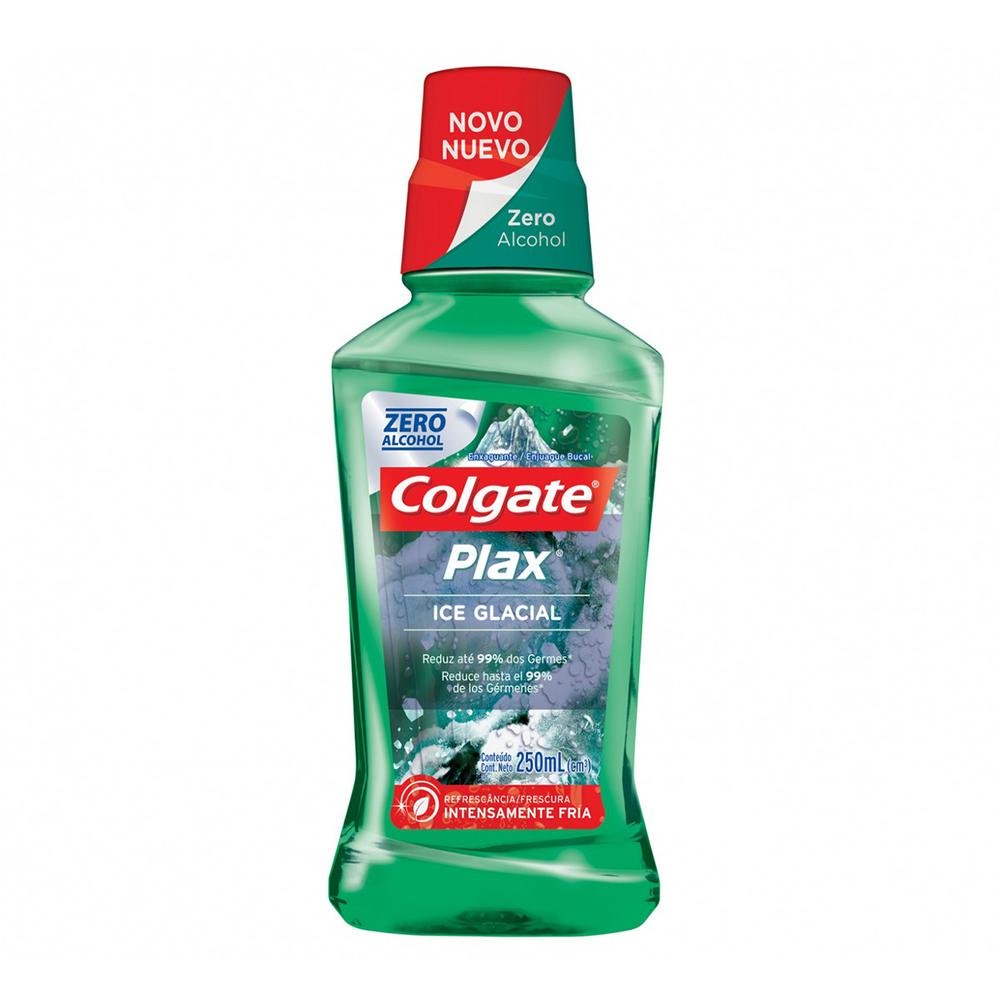 NOVO
NUEVO
Zero
Alcohol
ZERO
ALCOHOL
Enxaguante / Enjuague Bucal
Colgate®
Plax®
ICE GLACIAL
Reduz até 99% dos Germes*
Reduce hasta el 99%
de los Gérmenes*
Conteúdo
Cont. Neto 250mL (cm³)
REFRESCÂNCIA/FRESCURA
INTENSAMENTE FRIA